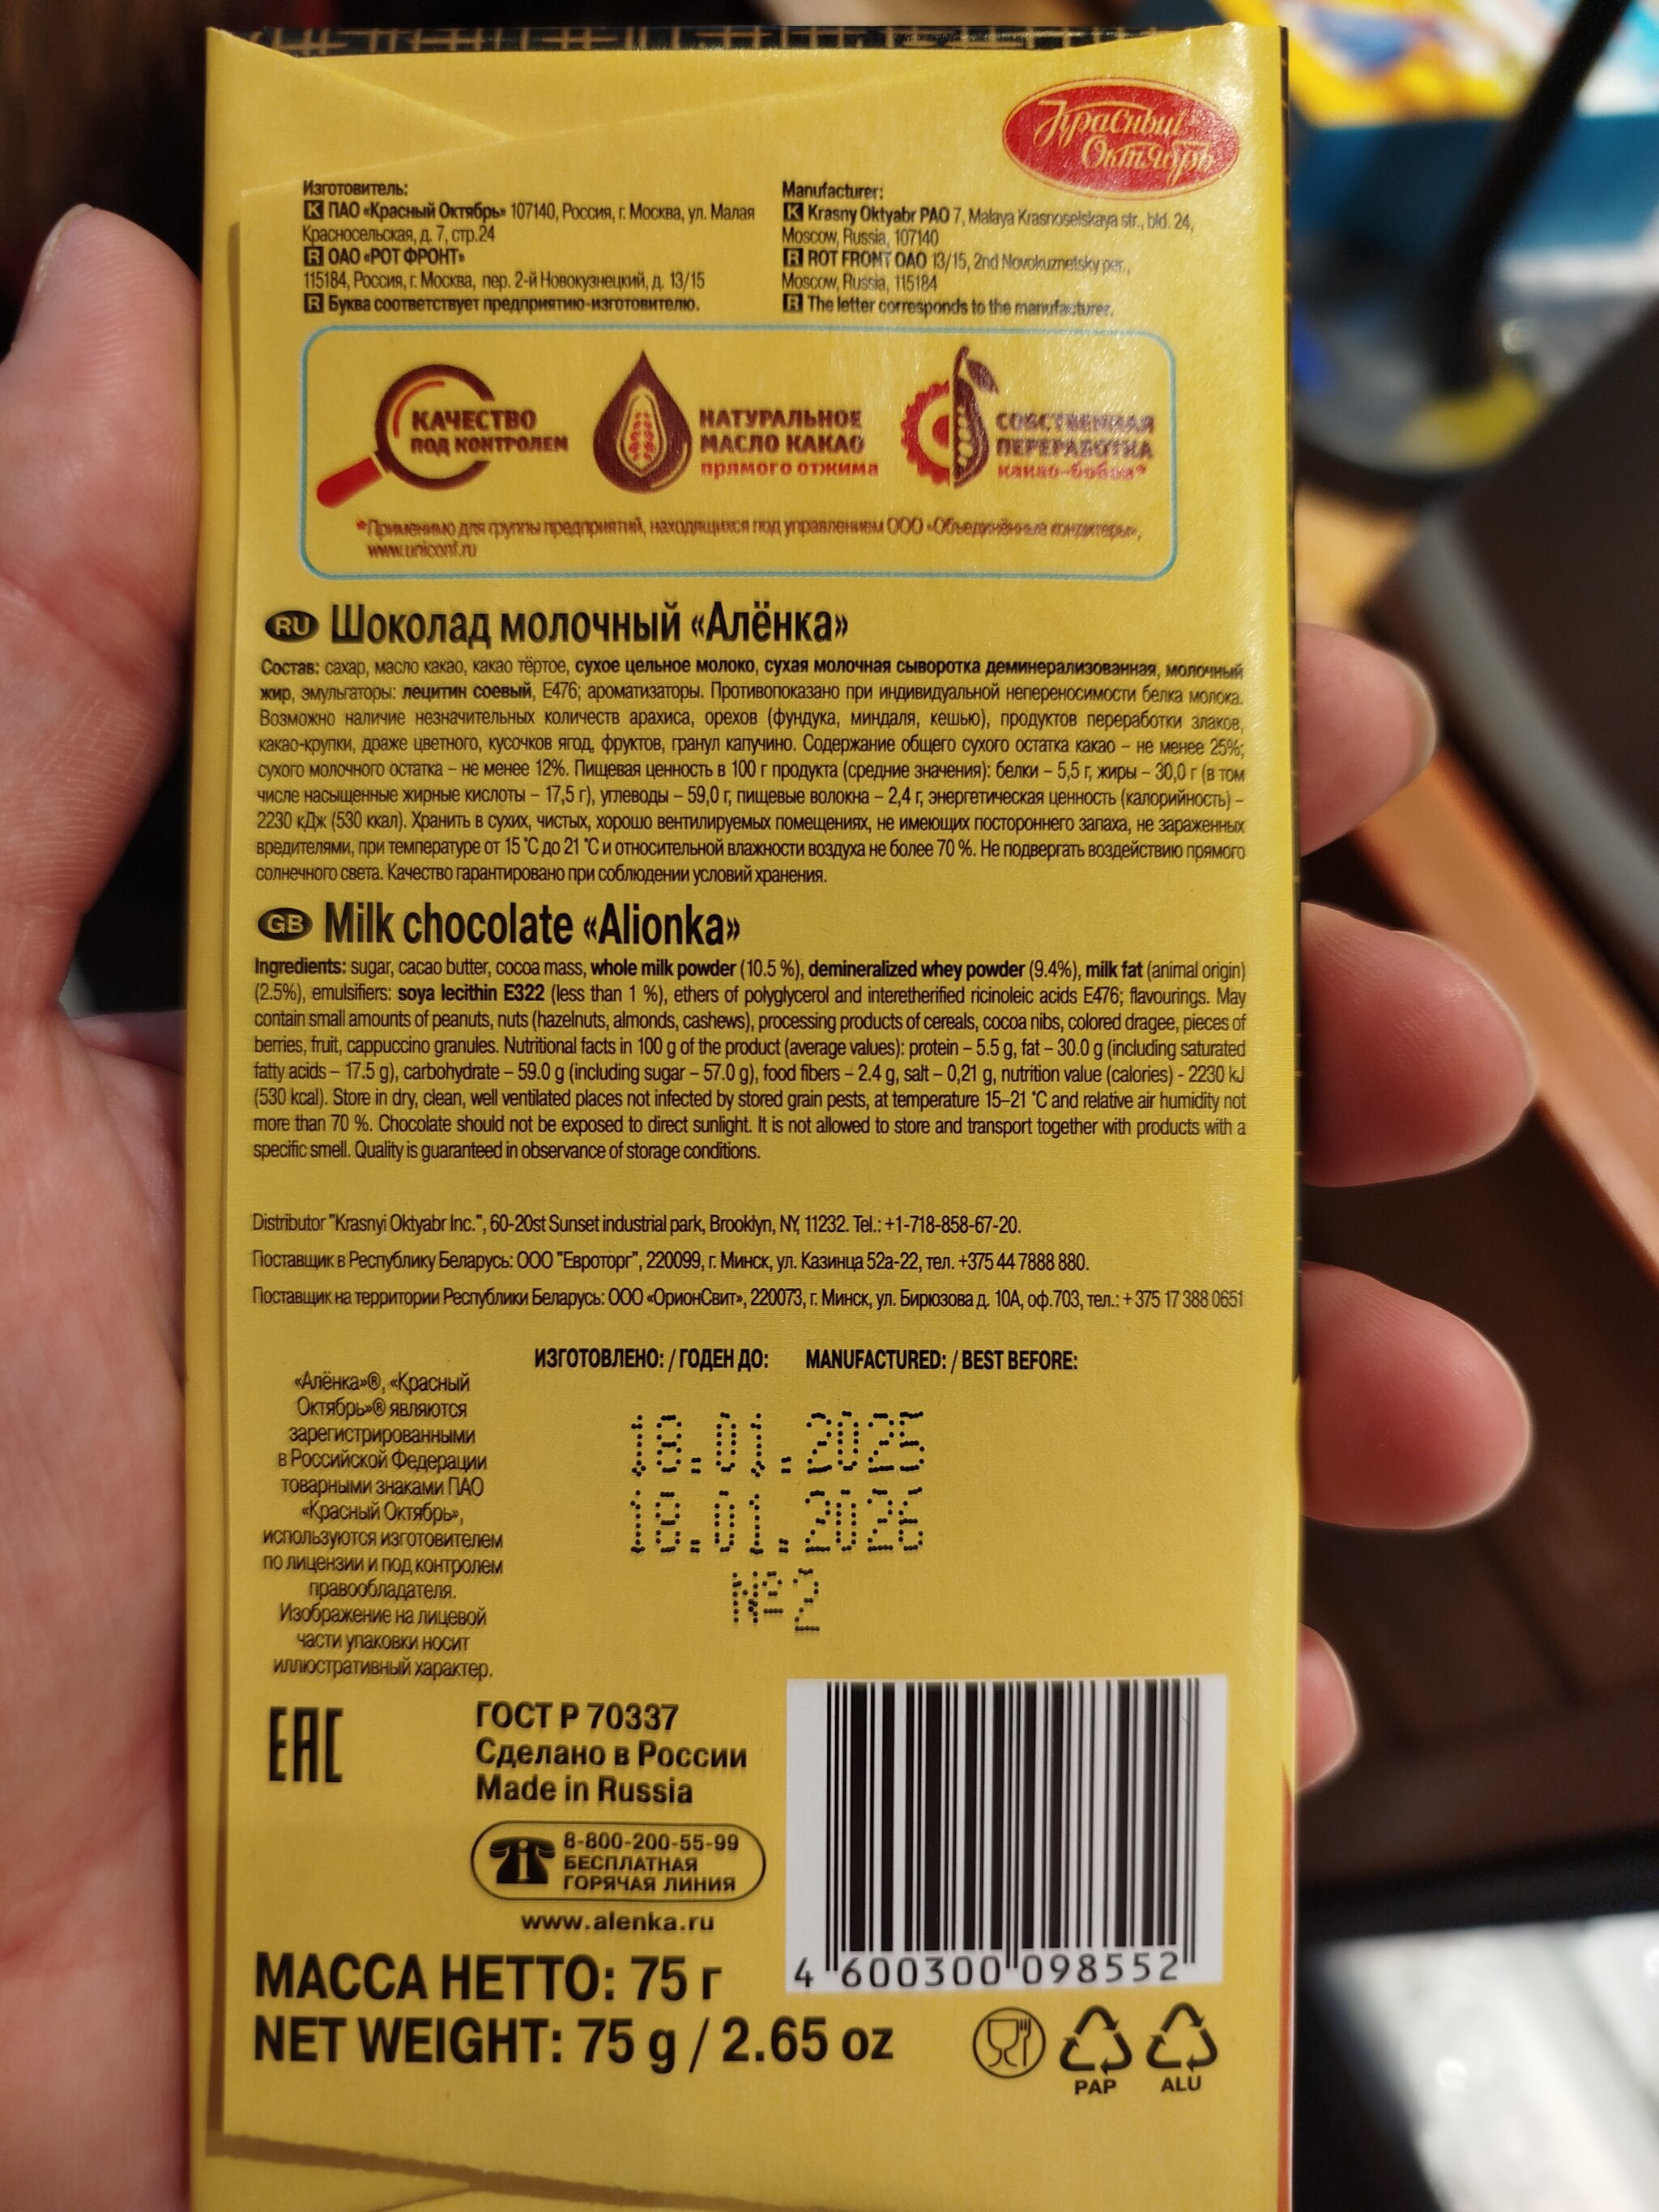 Красный
Октябрь
Изготовитель:
K ПАО «Красный Октябрь» 107140, Россия, г. Москва, ул. Малая
Красносельская, д. 7, стр.24
R ОАО «РОТ ФРОНТ»
115184, Россия, г. Москва, пер. 2-й Новокузнецкий, д. 13/15
R Буква соответствует предприятию-изготовителю.
Manufacturer:
K Krasny Oktyabr PAO 7, Malaya Krasnoselskaya str., bld. 24,
Moscow, Russia, 107140
R ROT FRONT OAO 13/15, 2nd Novokuznetsky per.,
Moscow, Russia, 115184
R The letter corresponds to the manufacturer.
КАЧЕСТВО
ПОД КОНТРОЛЕМ
НАТУРАЛЬНОЕ
МАСЛО КАКАО
прямого отжима
СОБСТВЕННАЯ
ПЕРЕРАБОТКА
какао-бобов*
*Применимо для группы предприятий, находящихся под управлением ООО «Объединённые кондитеры»,
www.uniconf.ru
RU Шоколад молочный «Алёнка»
Состав: сахар, масло какао, какао тёртое, сухое цельное молоко, сухая молочная сыворотка деминерализованная, молочный
жир, эмульгаторы: лецитин соевый, Е476; ароматизаторы. Противопоказано при индивидуальной непереносимости белка молока.
Возможно наличие незначительных количеств арахиса, орехов (фундука, миндаля, кешью), продуктов переработки злаков,
какао-крупки, драже цветного, кусочков ягод, фруктов, гранул капучино. Содержание общего сухого остатка какао – не менее 25%;
сухого молочного остатка – не менее 12%. Пищевая ценность в 100 г продукта (средние значения): белки – 5,5 г, жиры – 30,0 г (в том
числе насыщенные жирные кислоты – 17,5 г), углеводы – 59,0 г, пищевые волокна – 2,4 г, энергетическая ценность (калорийность) –
2230 кДж (530 ккал). Хранить в сухих, чистых, хорошо вентилируемых помещениях, не имеющих постороннего запаха, не зараженных
вредителями, при температуре от 15 °С до 21 °С и относительной влажности воздуха не более 70 %. Не подвергать воздействию прямого
солнечного света. Качество гарантировано при соблюдении условий хранения.
GB Milk chocolate «Alionka»
Ingredients: sugar, cacao butter, cocoa mass, whole milk powder (10.5 %), demineralized whey powder (9.4%), milk fat (animal origin)
(2.5%), emulsifiers: soya lecithin E322 (less than 1 %), ethers of polyglycerol and interetherified ricinoleic acids E476; flavourings. May
contain small amounts of peanuts, nuts (hazelnuts, almonds, cashews), processing products of cereals, cocoa nibs, colored dragee, pieces of
berries, fruit, cappuccino granules. Nutritional facts in 100 g of the product (average values): protein – 5.5 g, fat – 30.0 g (including saturated
fatty acids – 17.5 g), carbohydrate – 59.0 g (including sugar – 57.0 g), food fibers – 2.4 g, salt – 0,21 g, nutrition value (calories) - 2230 kJ
(530 kcal). Store in dry, clean, well ventilated places not infected by stored grain pests, at temperature 15–21 °C and relative air humidity not
more than 70 %. Chocolate should not be exposed to direct sunlight. It is not allowed to store and transport together with products with a
specific smell. Quality is guaranteed in observance of storage conditions.
Distributor "Krasnyi Oktyabr Inc.", 60-20st Sunset industrial park, Brooklyn, NY, 11232. Tel.: +1-718-858-67-20.
Поставщик в Республику Беларусь: ООО "Евроторг", 220099, г. Минск, ул. Казинца 52а-22, тел. +375 44 7888 880.
Поставщик на территории Республики Беларусь: ООО «ОрионСвит», 220073, г. Минск, ул. Бирюзова д. 10А, оф.703, тел.: + 375 17 388 0651
ИЗГОТОВЛЕНО: / ГОДЕН ДО: MANUFACTURED: / BEST BEFORE:
18.01.2025
18.01.2026
№2
«Алёнка»®, «Красный
Октябрь»® являются
зарегистрированными
в Российской Федерации
товарными знаками ПАО
«Красный Октябрь»,
используются изготовителем
по лицензии и под контролем
правообладателя.
Изображение на лицевой
части упаковки носит
иллюстративный характер.
EAC
ГОСТ Р 70337
Сделано в России
Made in Russia
8-800-200-55-99
БЕСПЛАТНАЯ
ГОРЯЧАЯ ЛИНИЯ
www.alenka.ru
4 600300 098552
МАССА НЕТТО: 75 г
NET WEIGHT: 75 g / 2.65 oz
PAP
ALU